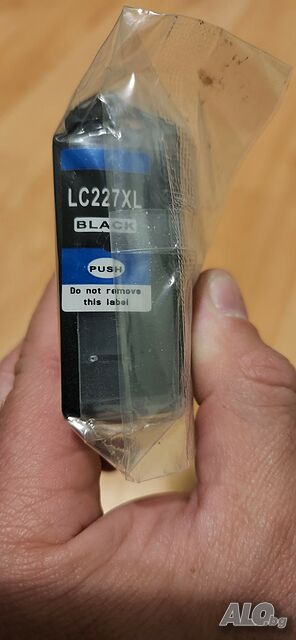 LC227XL
BLACK
PUSH
Do not remove
this label
ALO.bg